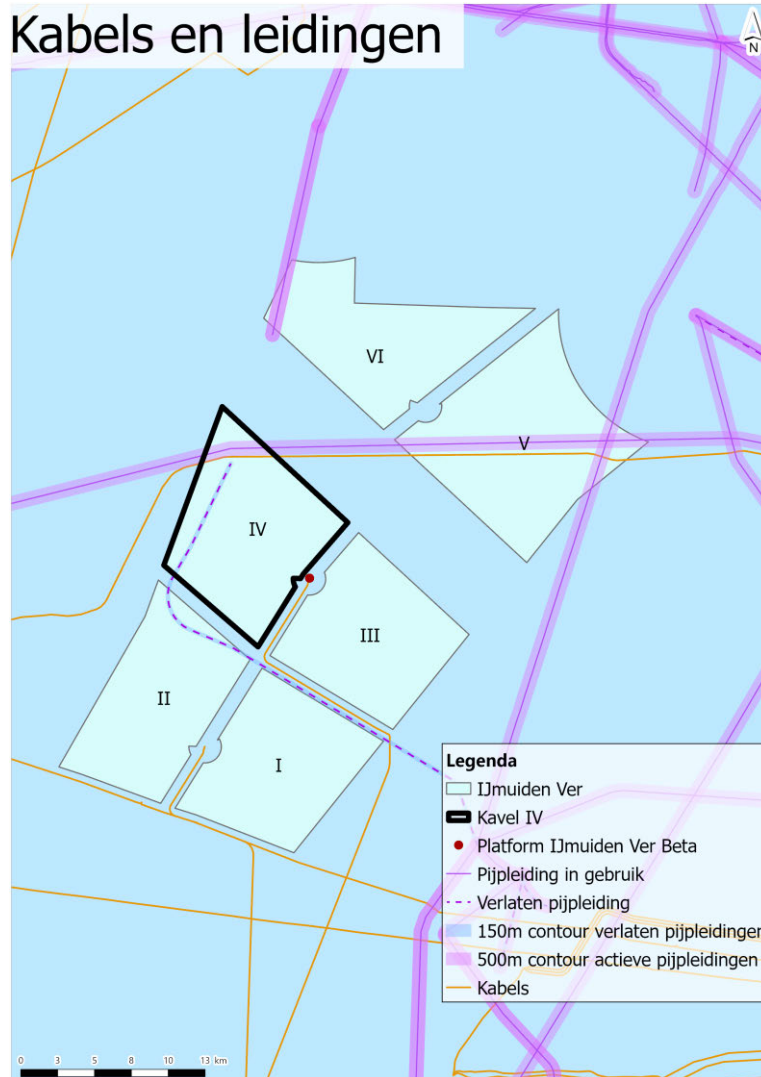 Kabels en leidingen
N
VI
V
IV
III
II
I
Legenda
IJmuiden Ver
Kavel IV
Platform IJmuiden Ver Beta
Pijpleiding in gebruik
Verlaten pijpleiding
150m contour verlaten pijpleidingen
500m contour actieve pijpleidingen
Kabels
0 3 5 8 10 13 km